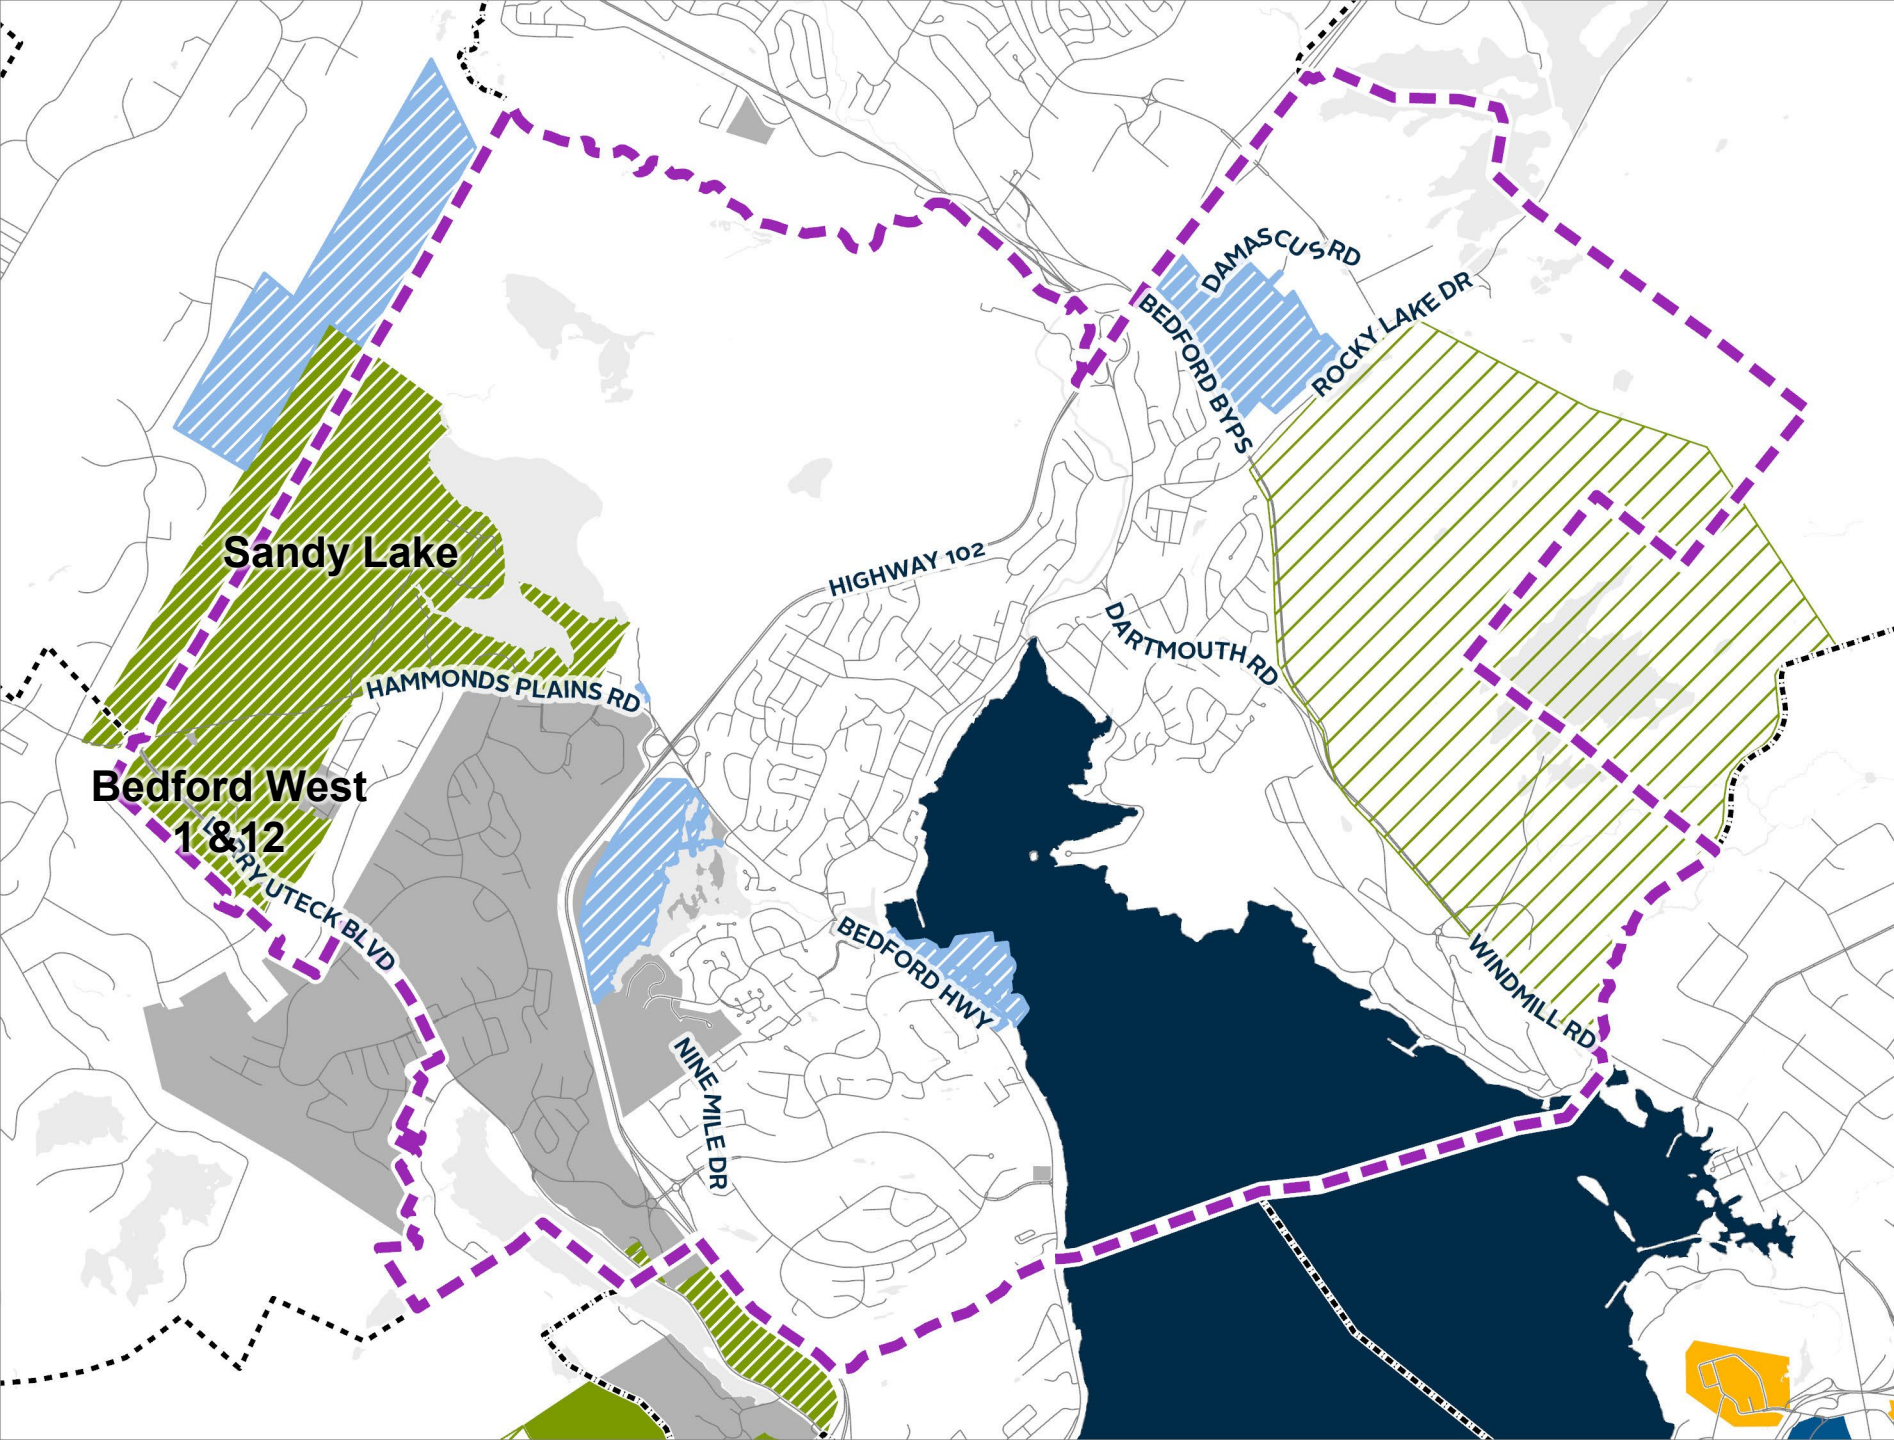 DAMASCUS RD
ROCKY LAKE DR
BEDFORD BYPS
HIGHWAY 102
Sandy Lake
DARTMOUTH RD
HAMMONDS PLAINS RD
Bedford West
1 &12
LARRY UTECK BLVD
BEDFORD HWY
WINDMILL RD
NINE MILE DR